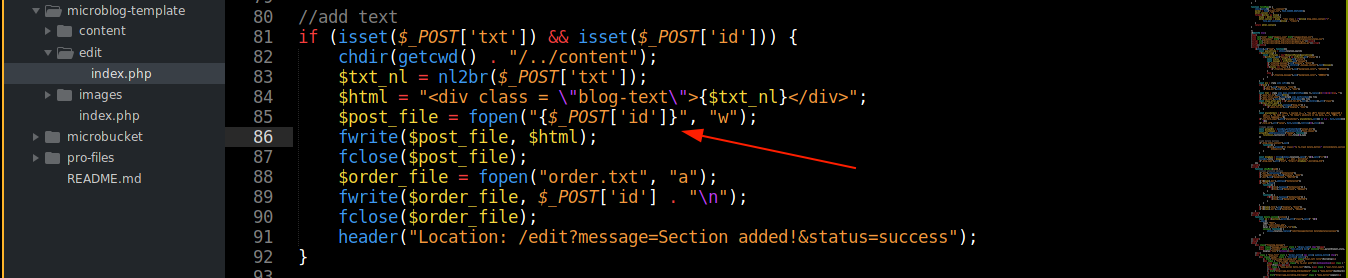 microblog-template
content
edit
index.php
images
index.php
microbucket
pro-files
README.md
80 //add text
81 if (isset($_POST['txt']) && isset($_POST['id'])) {
82 chdir(getcwd() . "/../content");
83 $txt_nl = nl2br($_POST['txt']);
84 $html = "<div class = \"blog-text\">{$txt_nl}</div>";
85 $post_file = fopen("{$_POST['id']}", "w");
86 fwrite($post_file, $html);
87 fclose($post_file);
88 $order_file = fopen("order.txt", "a");
89 fwrite($order_file, $_POST['id'] . "\n");
90 fclose($order_file);
91 header("Location: /edit?message=Section added!&status=success");
92 }
93